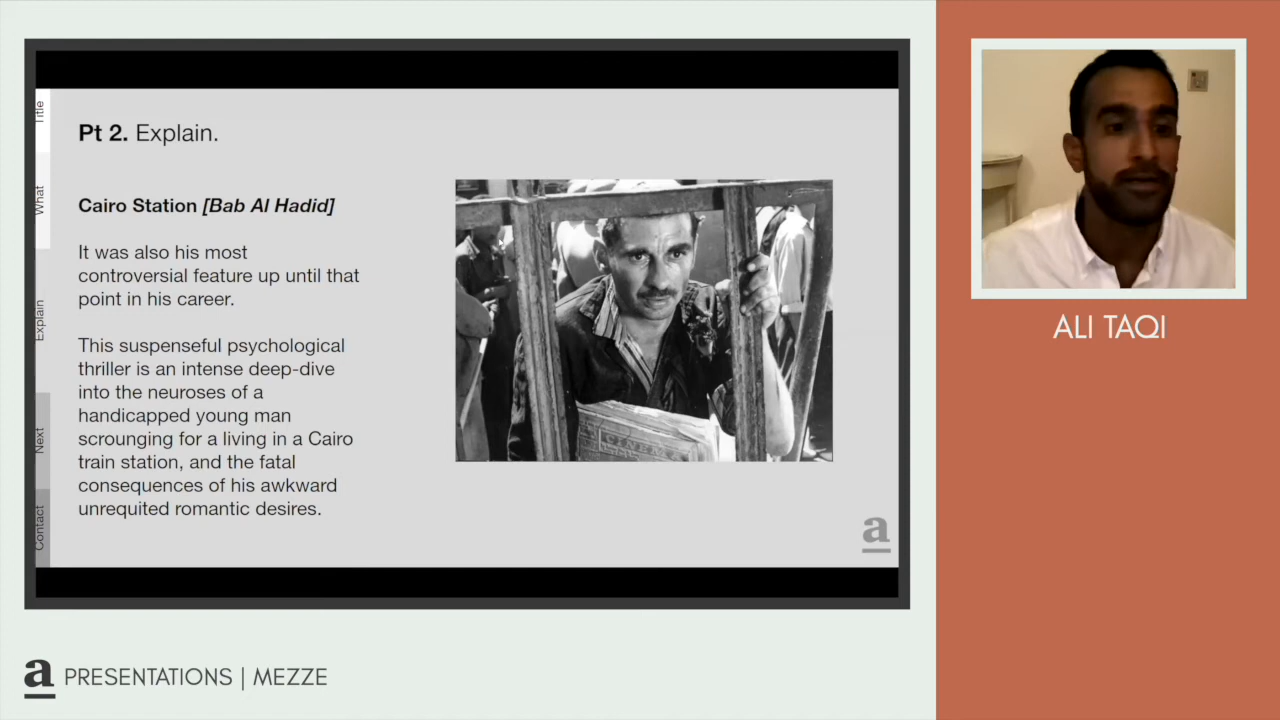 Title
What
Explain
Next
Contact
Pt 2. Explain.
Cairo Station [Bab Al Hadid]
It was also his most
controversial feature up until that
point in his career.
This suspenseful psychological
thriller is an intense deep-dive
into the neuroses of a
handicapped young man
scrounging for a living in a Cairo
train station, and the fatal
consequences of his awkward
unrequited romantic desires.
CINEMA
a
ALI TAQI
a PRESENTATIONS | MEZZE